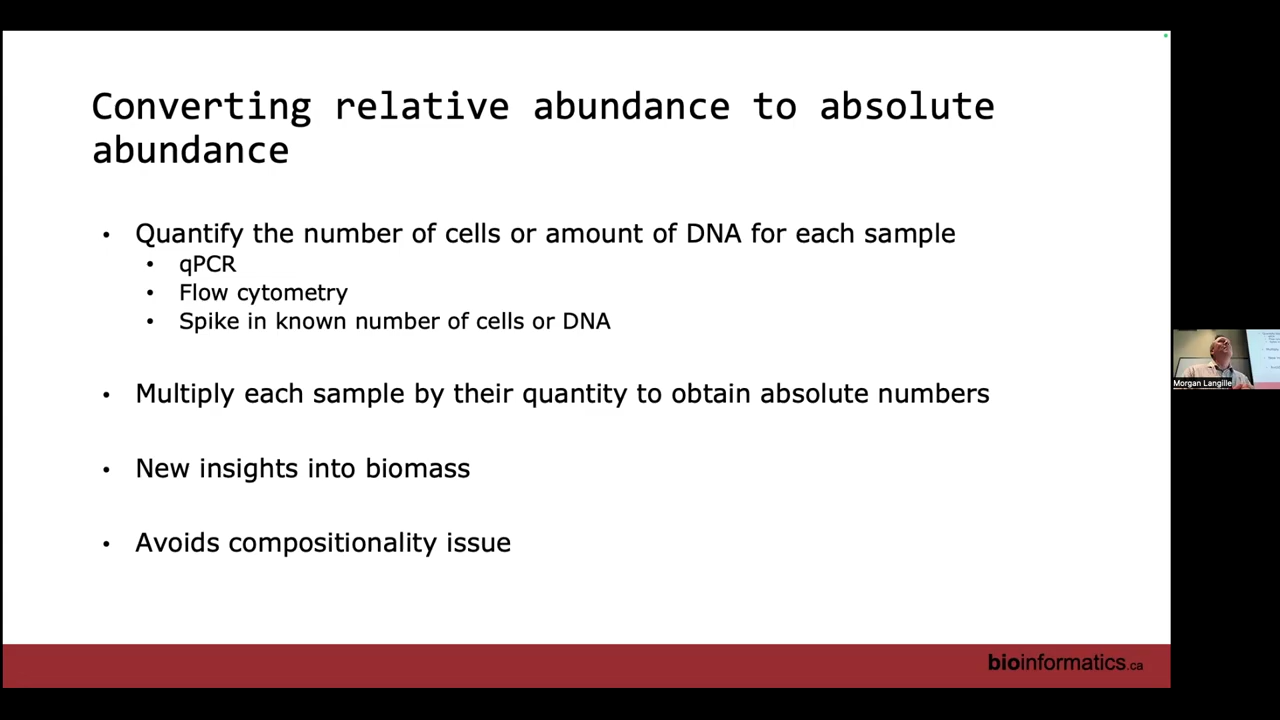 Converting relative abundance to absolute
abundance
• Quantify the number of cells or amount of DNA for each sample
• qPCR
• Flow cytometry
• Spike in known number of cells or DNA
• Multiply each sample by their quantity to obtain absolute numbers
• New insights into biomass
• Avoids compositionality issue
Morgan Langille
bioinformatics.ca